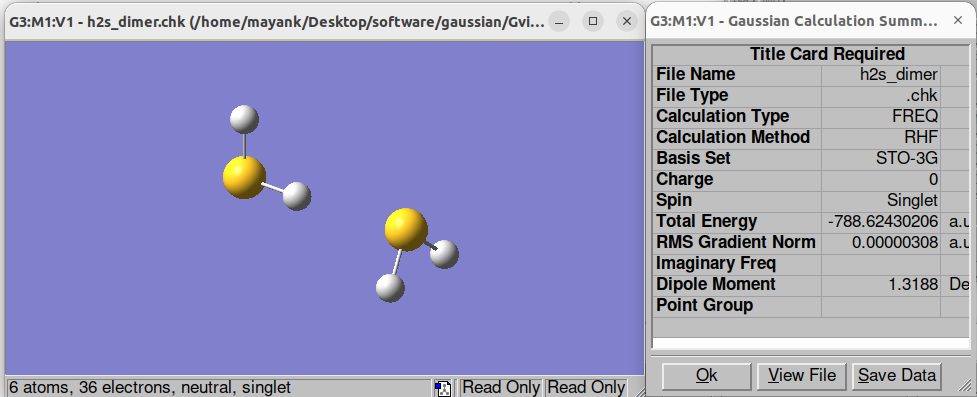 G3:M1:V1 - h2s_dimer.chk (/home/mayank/Desktop/software/gaussian/Gvi...
6 atoms, 36 electrons, neutral, singlet
Read Only Read Only
G3:M1:V1 - Gaussian Calculation Summ...
Title Card Required
File Name h2s_dimer
File Type .chk
Calculation Type FREQ
Calculation Method RHF
Basis Set STO-3G
Charge 0
Spin Singlet
Total Energy -788.62430206 a.u
RMS Gradient Norm 0.00000308 a.u
Imaginary Freq
Dipole Moment 1.3188 De
Point Group
Ok View File Save Data